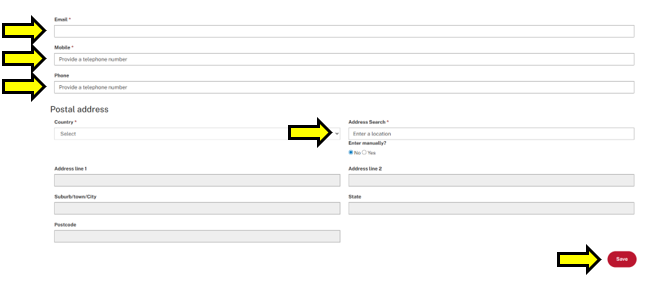 Email *
Mobile *
Provide a telephone number
Phone
Provide a telephone number
Postal address
Country *
Address Search *
Select
Enter a location
Enter manually?
No Yes
Address line 1
Address line 2
Suburb/town/City
State
Postcode
Save